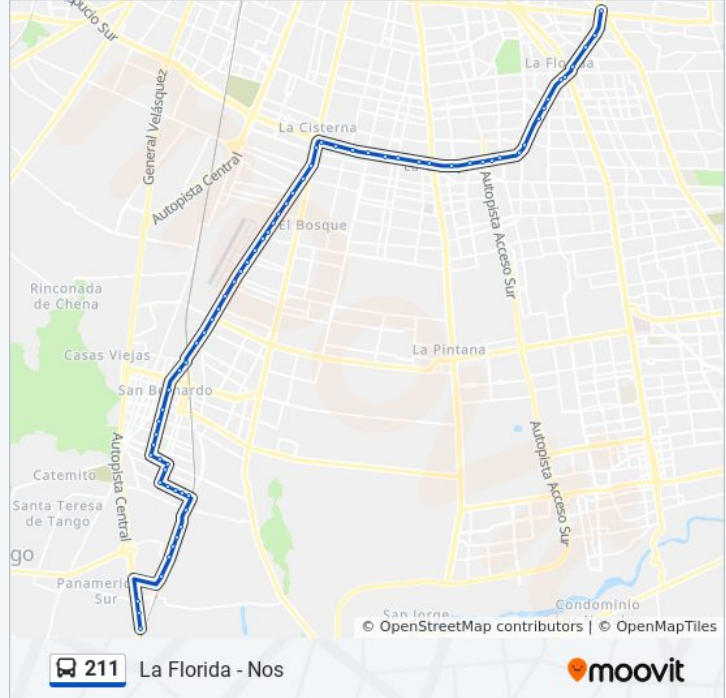 apucio Sur
La Florida
General Velásquez
La Cisterna
Autopista Central
Autopista Acceso Sur
El Bosque
Rinconada
de Chena
Casas Viejas
La Pintana
San Bernardo
Autopista Central
Autopista Acceso Sur
Catemito
Santa Teresa
de Tango
go
Panameri
Sur
San Jorge
Condominio
© OpenStreetMap contributors | © OpenMapTiles
211 La Florida - Nos
moovit